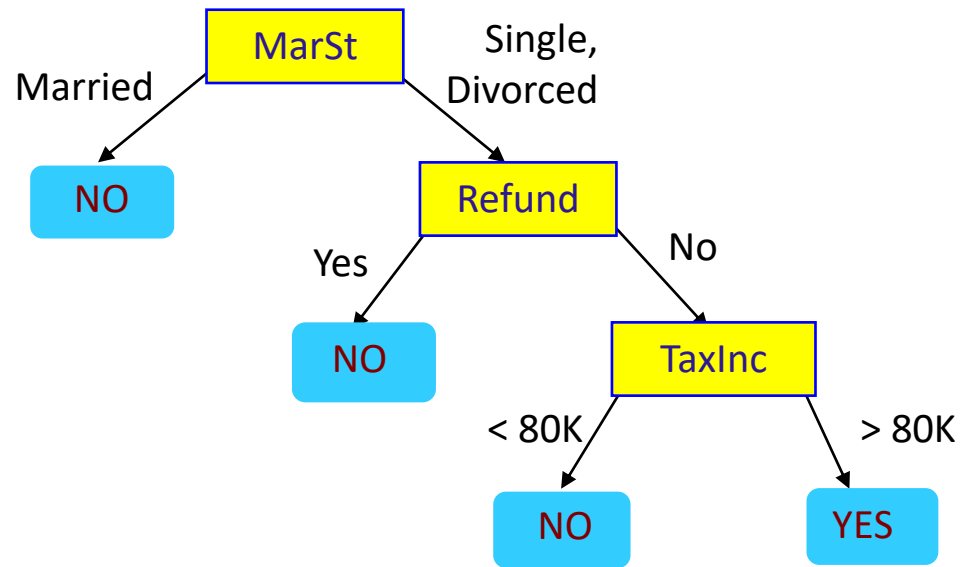 MarSt
Single,
Divorced
Married
NO
Refund
Yes
No
NO
TaxInc
< 80K
> 80K
NO
YES